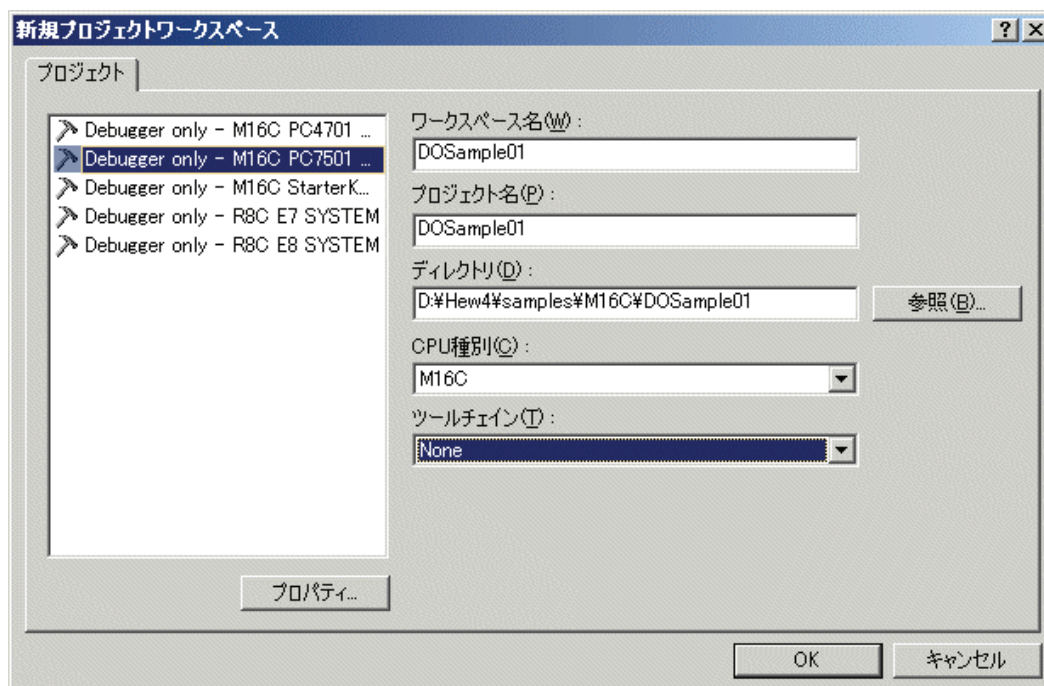 新規プロジェクトワークスペース
プロジェクト
Debugger only - M16C PC4701 ...
Debugger only - M16C PC7501 ...
Debugger only - M16C StarterK...
Debugger only - R8C E7 SYSTEM
Debugger only - R8C E8 SYSTEM
プロパティ...
ワークスペース名(W):
DOSample01
プロジェクト名(P):
DOSample01
ディレクトリ(D):
D:¥Hew4¥samples¥M16C¥DOSample01
参照(B)...
CPU種別(C):
M16C
ツールチェイン(T):
None
OK
キャンセル